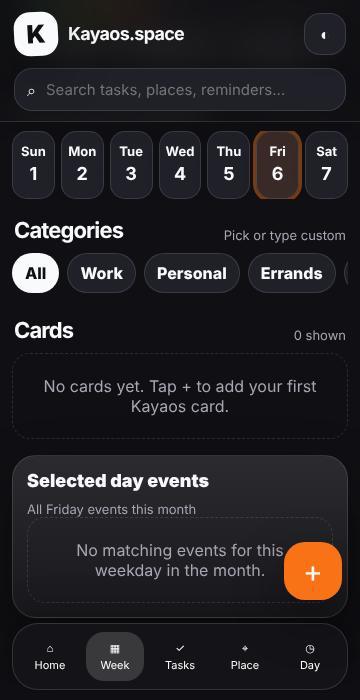 K Kayaos.space
Search tasks, places, reminders...
Sun Mon Tue Wed Thu Fri Sat
1 2 3 4 5 6 7
Categories Pick or type custom
All Work Personal Errands
Cards 0 shown
No cards yet. Tap + to add your first
Kayaos card.
Selected day events
All Friday events this month
No matching events for this
weekday in the month.
+
Home Week Tasks Place Day